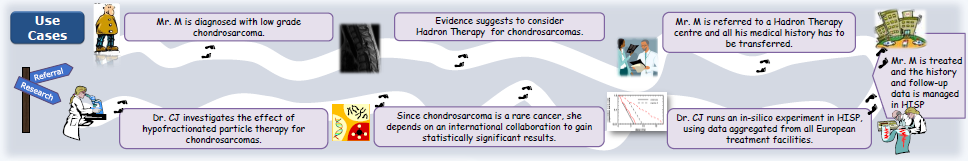 Use
Cases
Mr. M is diagnosed with low grade
chondrosarcoma.
Evidence suggests to consider
Hadron Therapy for chondrosarcomas.
Mr. M is referred to a Hadron Therapy
centre and all his medical history has to
be transferred.
Mr. M is treated
and the history
and follow-up
data is managed
in HISP
Referral
Research
Dr. CJ investigates the effect of
hypofractionated particle therapy for
chondrosarcomas.
Since chondrosarcoma is a rare cancer, she
depends on an international collaboration to gain
statistically significant results.
Dr. CJ runs an in-silico experiment in HISP,
using data aggregated from all European
treatment facilities.